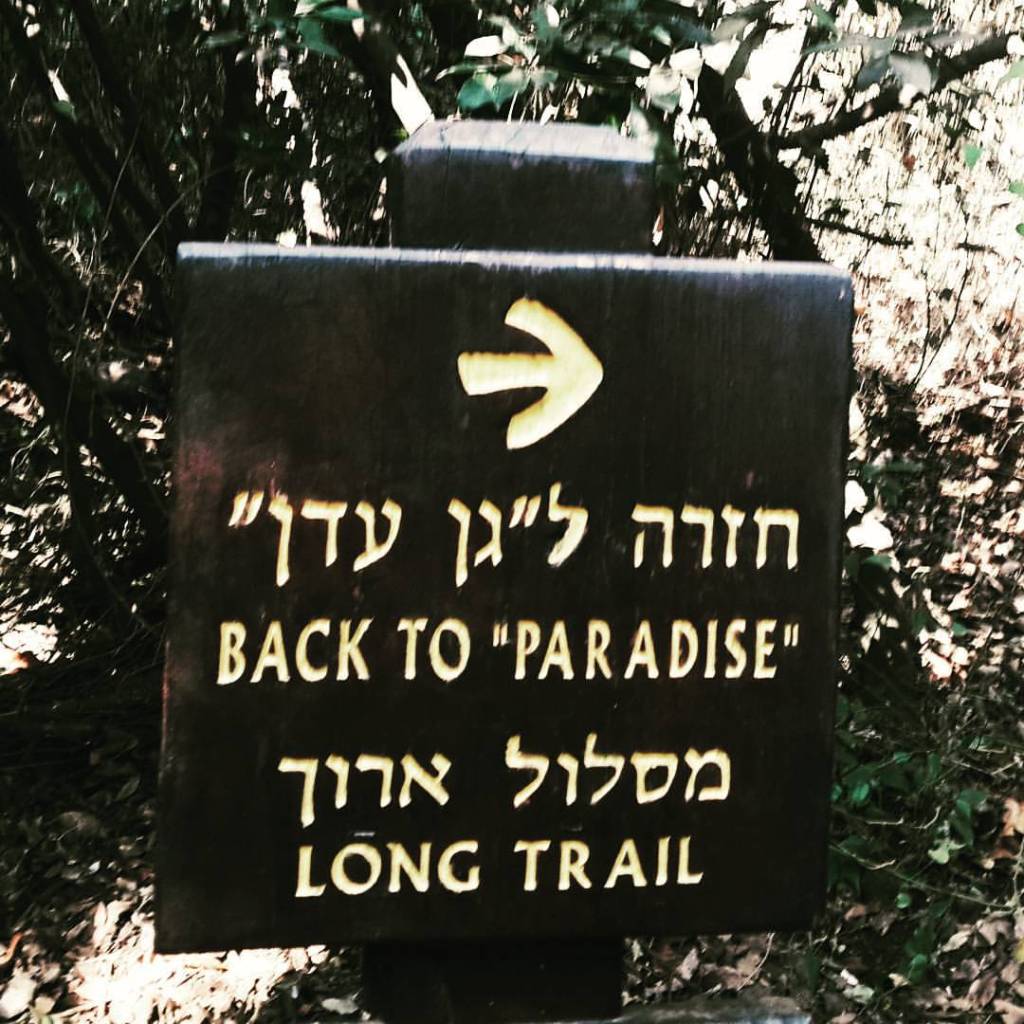 חזרה ל"גן עדן"
BACK TO "PARADISE"
מסלול ארוך
LONG TRAIL